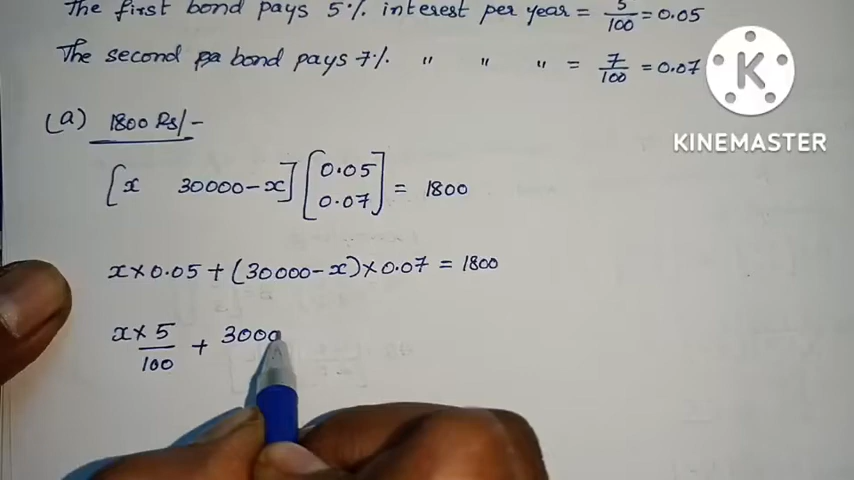 The first bond pays 5% interest per year = 5/100 = 0.05
The second bond pays 7% " " " = 7/100 = 0.07
(a) 1800 Rs/-
[x 30000-x] [0.05 0.07] = 1800
x×0.05 + (30000-x)×0.07 = 1800
x×5/100 + 3000
K
KINEMASTER